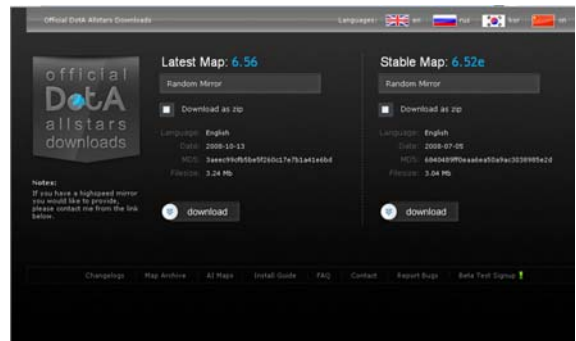 Official DotA Allstars Downloads
Languages: en rus kor cn
official
DotA
allstars
downloads
Notes:
If you have a highspeed mirror
you would like to provide,
please contact me from the link
below.
Latest Map: 6.56
Random Mirror
Download as zip
Language: English
Date: 2008-10-13
MD5:
Filesize: 3.24 Mb
download
Stable Map: 6.52e
Random Mirror
Download as zip
Language: English
Date: 2008-07-05
MD5:
Filesize: 3.04 Mb
download
Changelogs Map Archive AI Maps Install Guide FAQ Contact Report Bugs Beta Test Signup